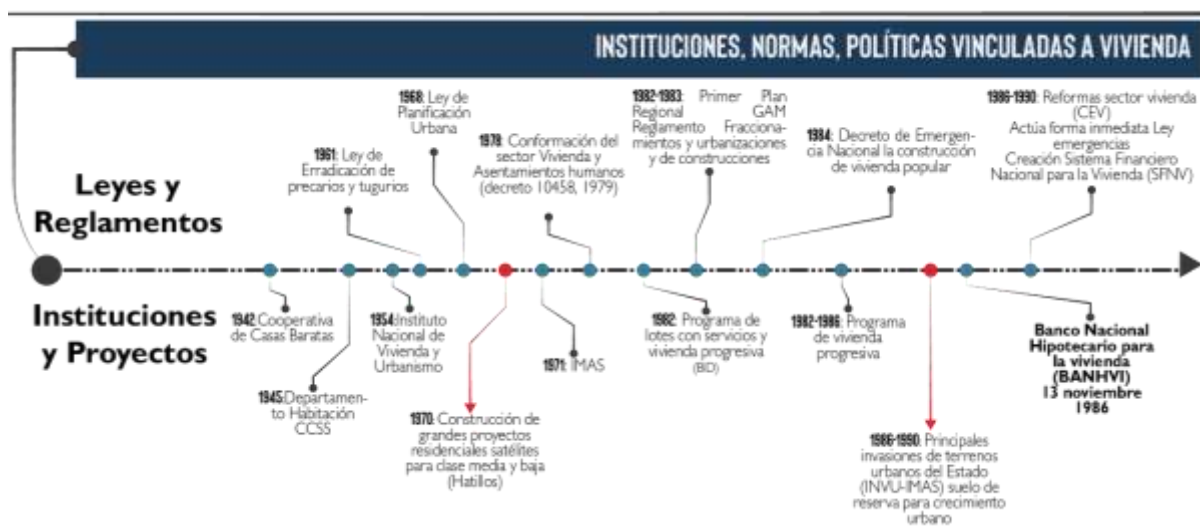 INSTITUCIONES, NORMAS, POLÍTICAS VINCULADAS A VIVIENDA
Leyes y
Reglamentos
1961: Ley de
Erradicación de
precarios y tugurios
1968: Ley de
Planificación
Urbana
1978: Conformación del
sector Vivienda y
Asentamientos humanos
(decreto 10458, 1979)
1982-1983: Primer Plan
Regional GAM
Reglamento Fracciona-
mientos y urbanizaciones
y de construcciones
1984: Decreto de Emergen-
cia Nacional la construcción
de vivienda popular
1986-1990: Reformas sector vivienda
(CEV)
Actúa forma inmediata Ley
emergencias
Creación Sistema Financiero
Nacional para la Vivienda (SFNV)
Instituciones
y Proyectos
1942:Cooperativa
de Casas Baratas
1945:Departamen-
to Habitación
CCSS
1954:Instituto
Nacional de
Vivienda y
Urbanismo
1970: Construcción de
grandes proyectos
residenciales satélites
para clase media y baja
(Hatillos)
1971: IMAS
1982: Programa de
lotes con servicios y
vivienda progresiva
(BID)
1982-1986: Programa
de vivienda
progresiva
1986-1990: Principales
invasiones de terrenos
urbanos del Estado
(INVU-IMAS) suelo de
reserva para crecimiento
urbano
Banco Nacional
Hipotecario para
la vivienda
(BANHVI)
13 noviembre
1986